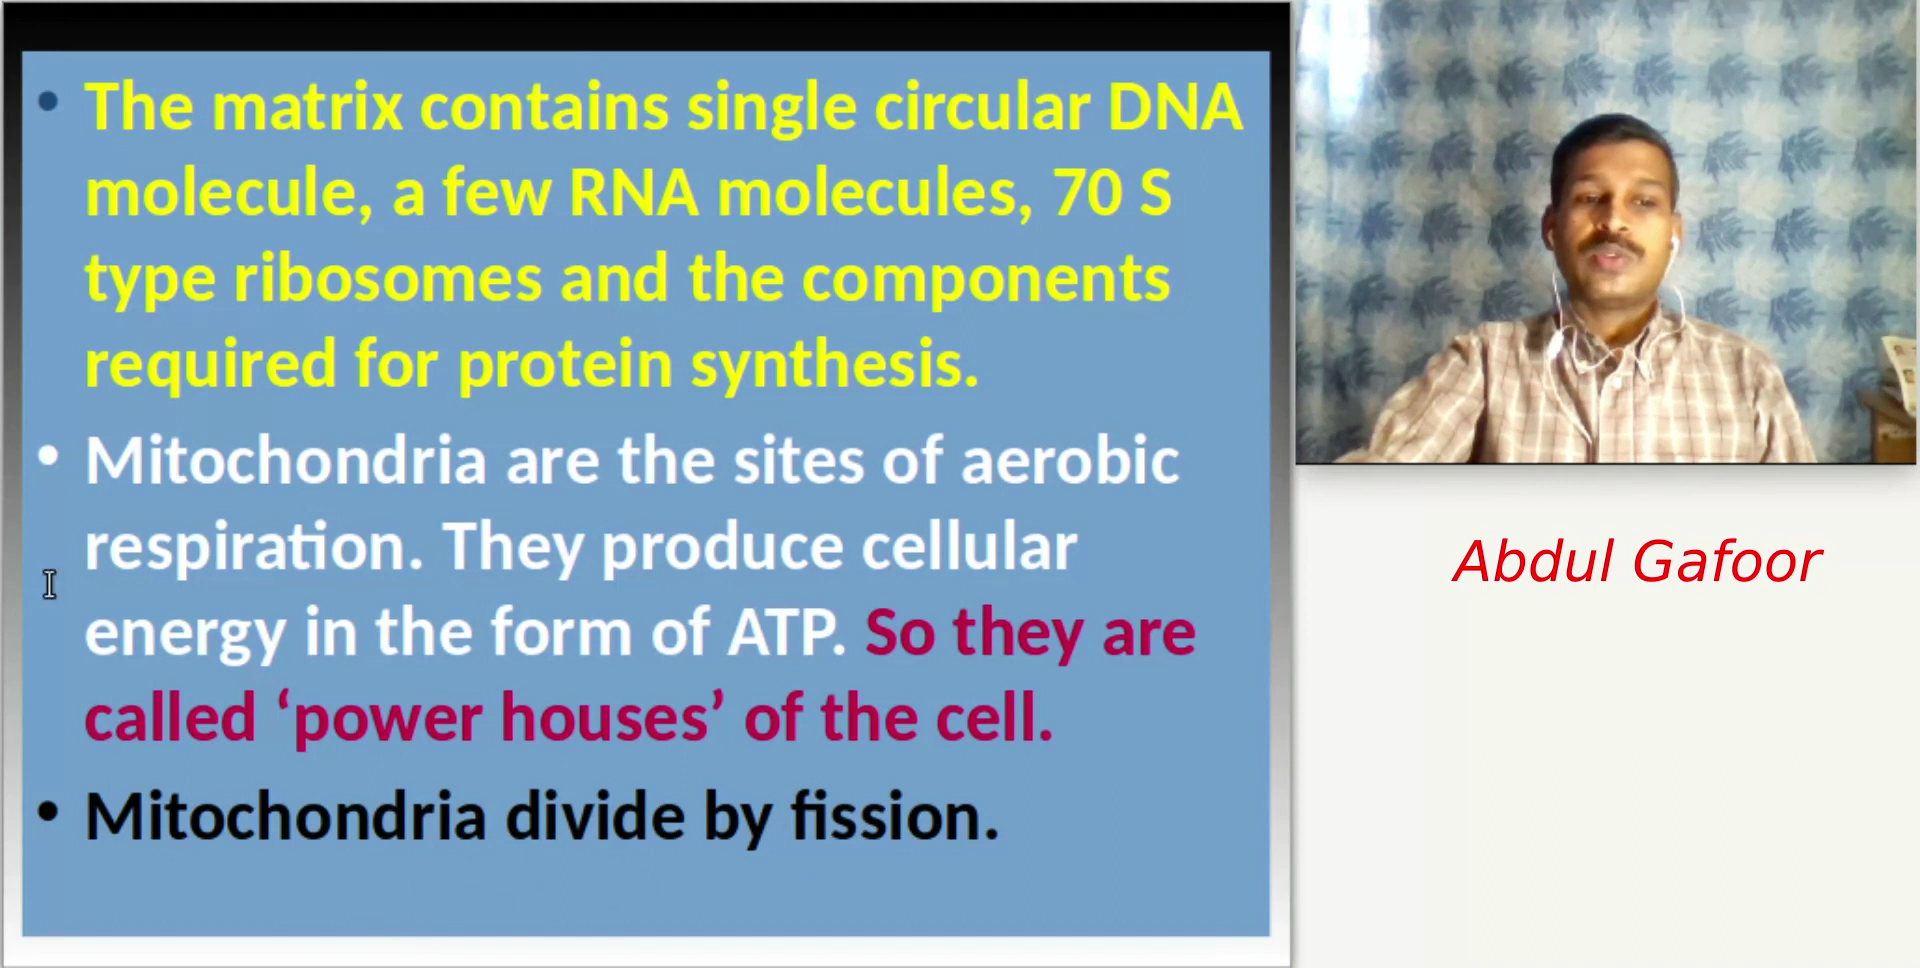 • The matrix contains single circular DNA
molecule, a few RNA molecules, 70 S
type ribosomes and the components
required for protein synthesis.
• Mitochondria are the sites of aerobic
respiration. They produce cellular
energy in the form of ATP. So they are
called ‘power houses’ of the cell.
• Mitochondria divide by fission.
Abdul Gafoor